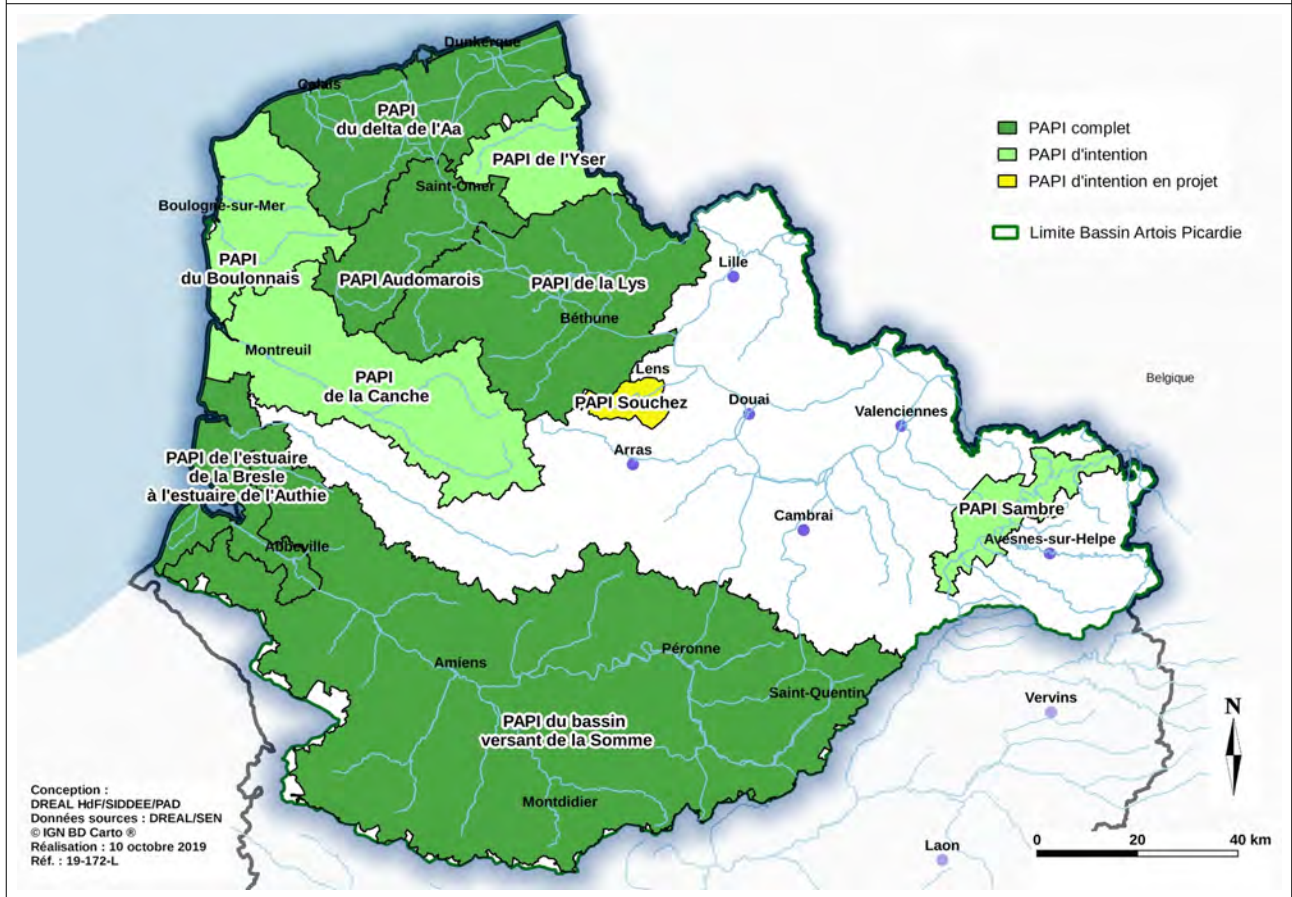 Dunkerque
Calais
PAPI
du delta de l'Aa
PAPI de l'Yser
Saint-Omer
Boulogne-sur-Mer
PAPI
du Boulonnais
PAPI Audomarois
PAPI de la Lys
Lille
Béthune
Montreuil
PAPI
de la Canche
Lens
PAPI Souchez
Douai
Valenciennes
Belgique
Arras
PAPI de l'estuaire
de la Bresle
à l'estuaire de l'Authie
Cambrai
PAPI Sambre
Avesnes-sur-Helpe
Abbeville
Amiens
Péronne
Saint-Quentin
PAPI du bassin
versant de la Somme
Vervins
Montdidier
Laon
PAPI complet
PAPI d'intention
PAPI d'intention en projet
Limite Bassin Artois Picardie
N
0 20 40 km
Conception :
DREAL HdF/SIDDEE/PAD
Données sources : DREAL/SEN
© IGN BD Carto ®
Réalisation : 10 octobre 2019
Réf. : 19-172-L